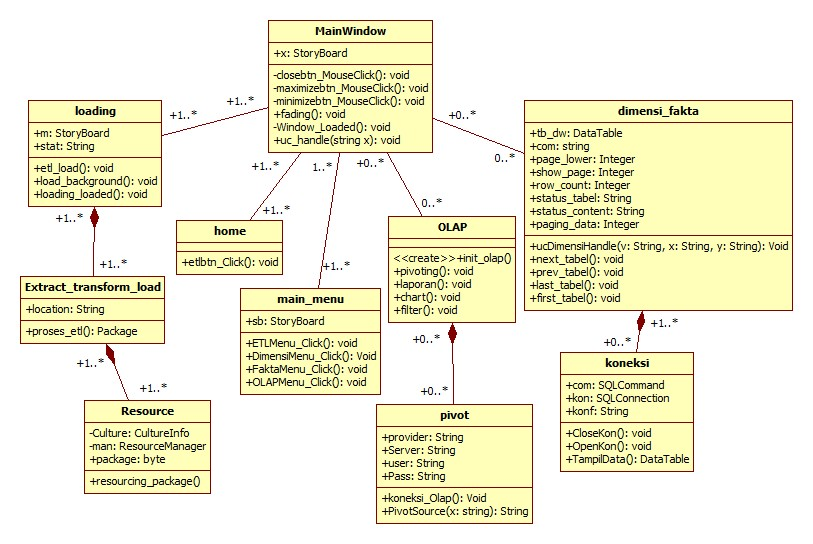 MainWindow
+x: StoryBoard
-closebtn_MouseClick(): void
-maximizebtn_MouseClick(): void
-minimizebtn_MouseClick(): void
+fading(): void
-Window_Loaded(): void
+uc_handle(string x): void
+1..*
+1..*
+1..*
+1..*
1..*
+1..*
+0..*
0..*
+0..*
0..*
loading
+m: StoryBoard
+stat: String
+etl_load(): void
+load_background(): void
+loading_loaded(): void
+1..*
+1..*
dimensi_fakta
+tb_dw: DataTable
+com: string
+page_lower: Integer
+show_page: Integer
+row_count: Integer
+status_tabel: String
+status_content: String
+paging_data: Integer
+ucDimensiHandle(v: String, x: String, y: String): Void
+next_tabel(): void
+prev_tabel(): void
+last_tabel(): void
+first_tabel(): void
+1..*
+0..*
home
+etlbtn_Click(): void
OLAP
<<create>>+init_olap()
+pivoting(): void
+laporan(): void
+chart(): void
+filter(): void
+0..*
+0..*
Extract_transform_load
+location: String
+proses_etl(): Package
+1..*
+1..*
main_menu
+sb: StoryBoard
+ETLMenu_Click(): void
+DimensiMenu_Click(): Void
+FaktaMenu_Click(): void
+OLAPMenu_Click(): void
koneksi
+com: SQLCommand
+kon: SQLConnection
+konf: String
+CloseKon(): void
+OpenKon(): void
+TampilData(): DataTable
Resource
-Culture: CultureInfo
-man: ResourceManager
+package: byte
+resourcing_package()
pivot
+provider: String
+Server: String
+user: String
+Pass: String
+koneksi_Olap(): Void
+PivotSource(x: string): String